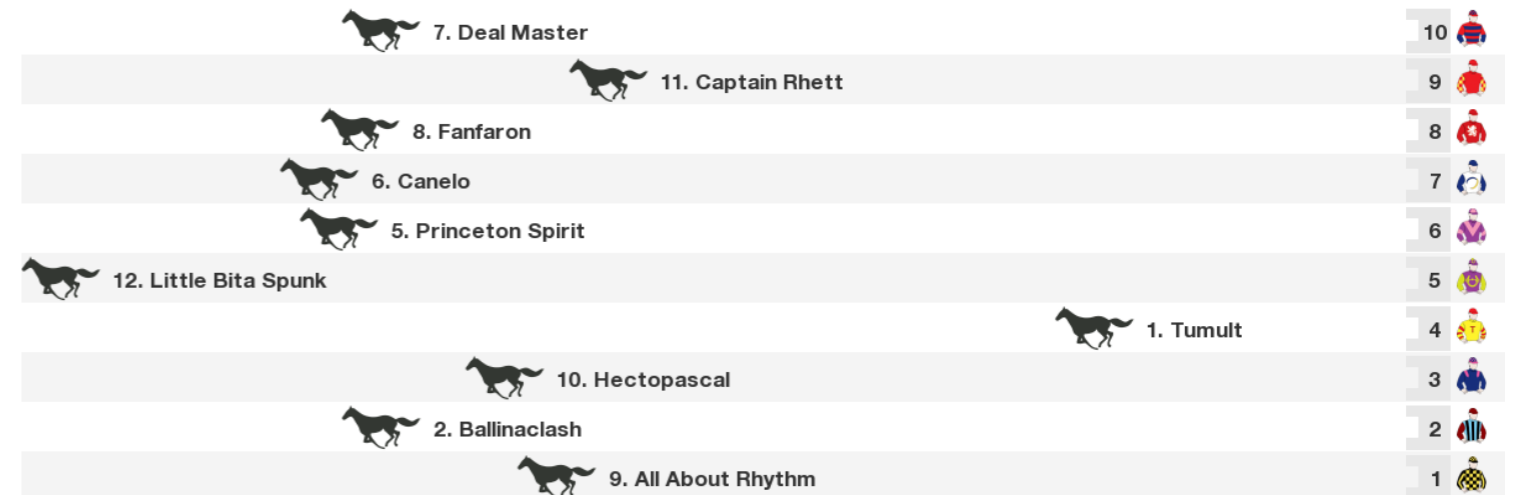 7. Deal Master 10
11. Captain Rhett 9
8. Fanfaron 8
6. Canelo 7
5. Princeton Spirit 6
12. Little Bita Spunk 5
1. Tumult 4 T
10. Hectopascal 3
2. Ballinaclash 2
9. All About Rhythm 1